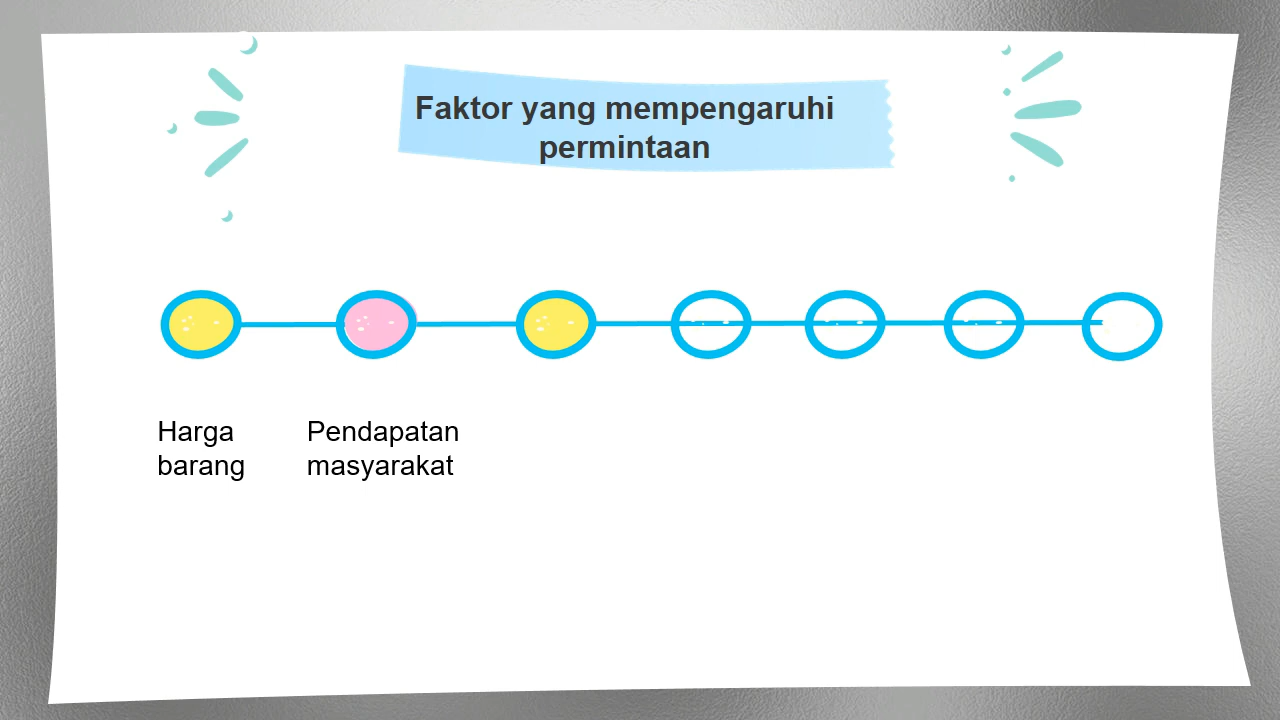 Faktor yang mempengaruhi
permintaan
Harga
barang
Pendapatan
masyarakat